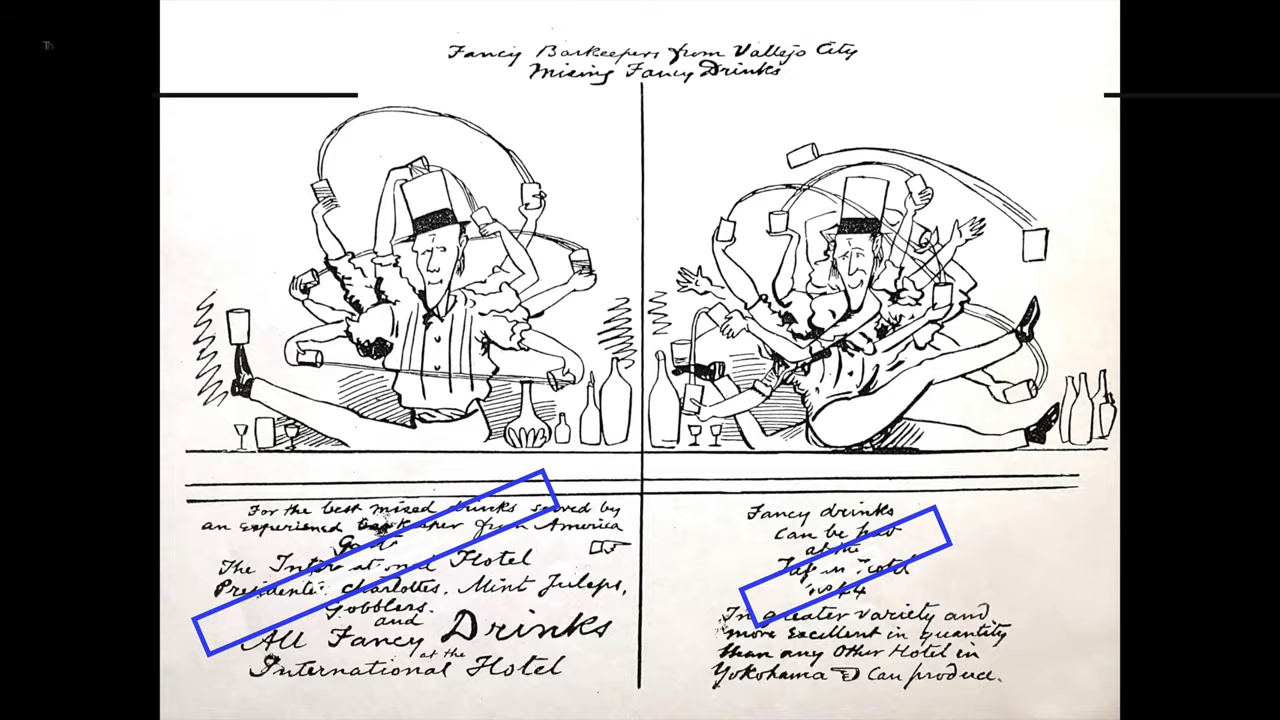 Th
Fancy Barkeepers from Vallejo City
Mixing Fancy Drinks
For the best mixed drinks served by
an Experienced from America
Go to
The International Hotel
Presidents, Charlottes, Mint Juleps,
Gobblers.
and
All Fancy Drinks
at the
International Hotel
Fancy drinks
can be had
at the
In greater variety and
more Excellent in quantity
than any Other Hotel in
Yokohama Can produce.